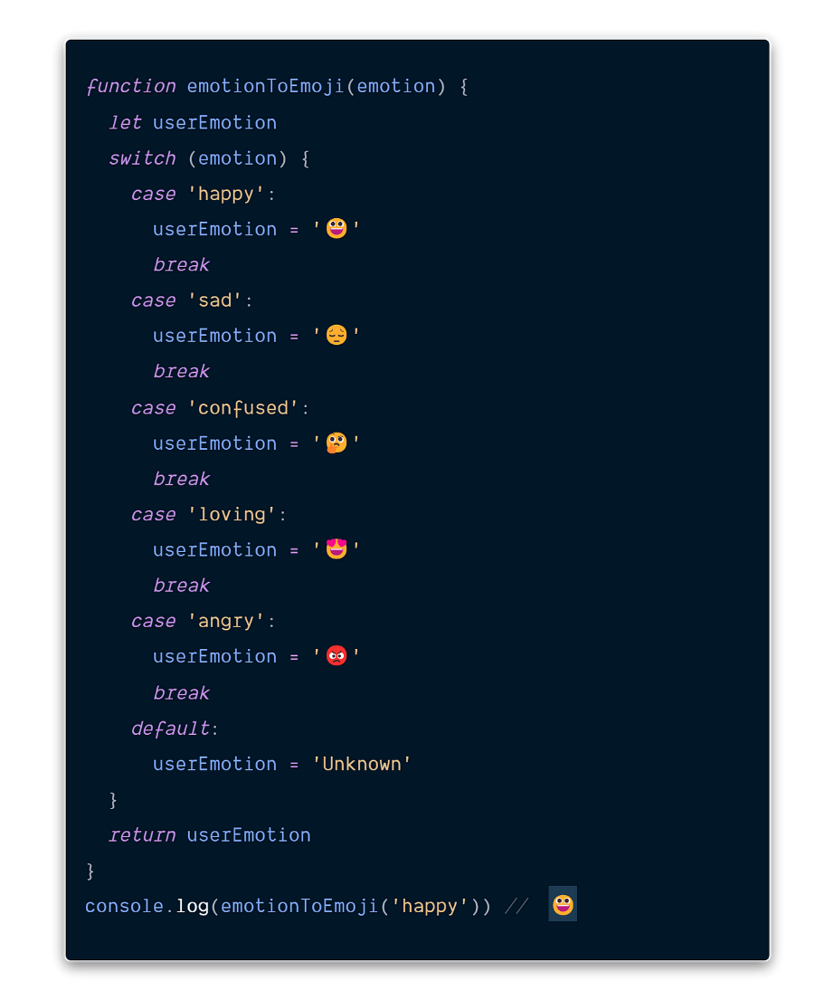 function emotionToEmoji(emotion) {
  let userEmotion
  switch (emotion) {
    case 'happy':
      userEmotion = '😀'
      break
    case 'sad':
      userEmotion = '😔'
      break
    case 'confused':
      userEmotion = '🤔'
      break
    case 'loving':
      userEmotion = '😍'
      break
    case 'angry':
      userEmotion = '😡'
      break
    default:
      userEmotion = 'Unknown'
  }
  return userEmotion
}
console.log(emotionToEmoji('happy')) // 😀